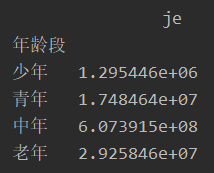 je
年龄段
少年 1.295446e+06
青年 1.748464e+07
中年 6.073915e+08
老年 2.925846e+07